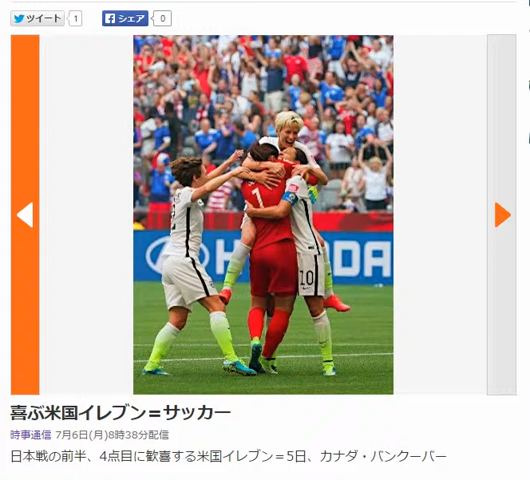 ツイート 1 シェア 0
1
10
HYUNDAI
喜ぶ米国イレブン＝サッカー
時事通信 7月6日(月)8時38分配信
日本戦の前半、4点目に歓喜する米国イレブン＝5日、カナダ・バンクーバー